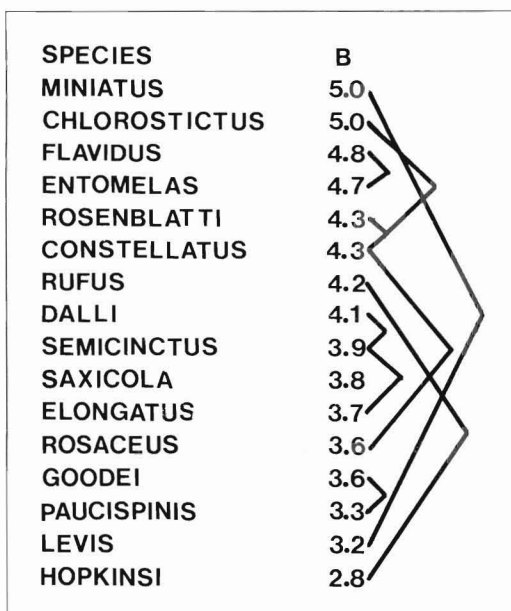 SPECIES B
MINIATUS 5.0
CHLOROSTICTUS 5.0
FLAVIDUS 4.8
ENTOMELAS 4.7
ROSENBLATTI 4.3
CONSTELLATUS 4.3
RUFUS 4.2
DALLI 4.1
SEMICINCTUS 3.9
SAXICOLA 3.8
ELONGATUS 3.7
ROSACEUS 3.6
GOODEI 3.6
PAUCISPINIS 3.3
LEVIS 3.2
HOPKINSI 2.8